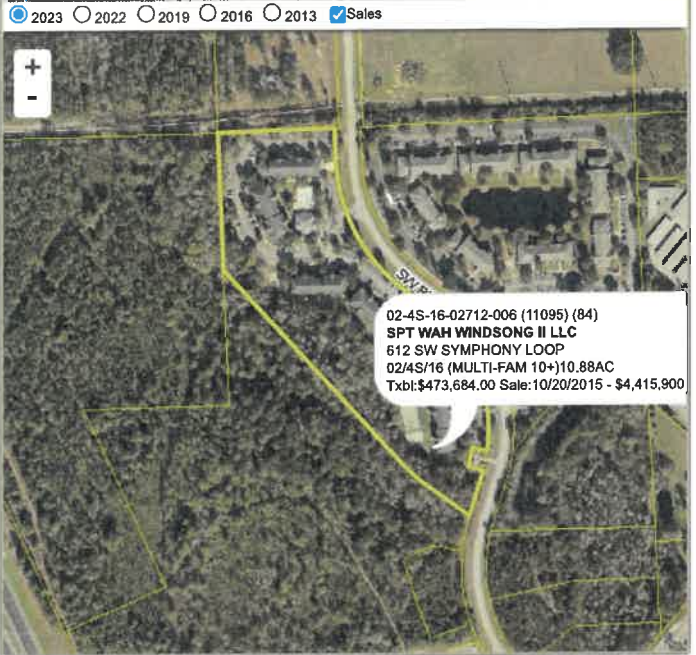 2023 2022 2019 2016 2013 Sales
+
-
SW
02-4S-16-02712-006 (11095) (84)
SPT WAH WINDSONG II LLC
612 SW SYMPHONY LOOP
02/4S/16 (MULTI-FAM 10+)10.88AC
Txbl:$473,684.00 Sale:10/20/2015 - $4,415,900